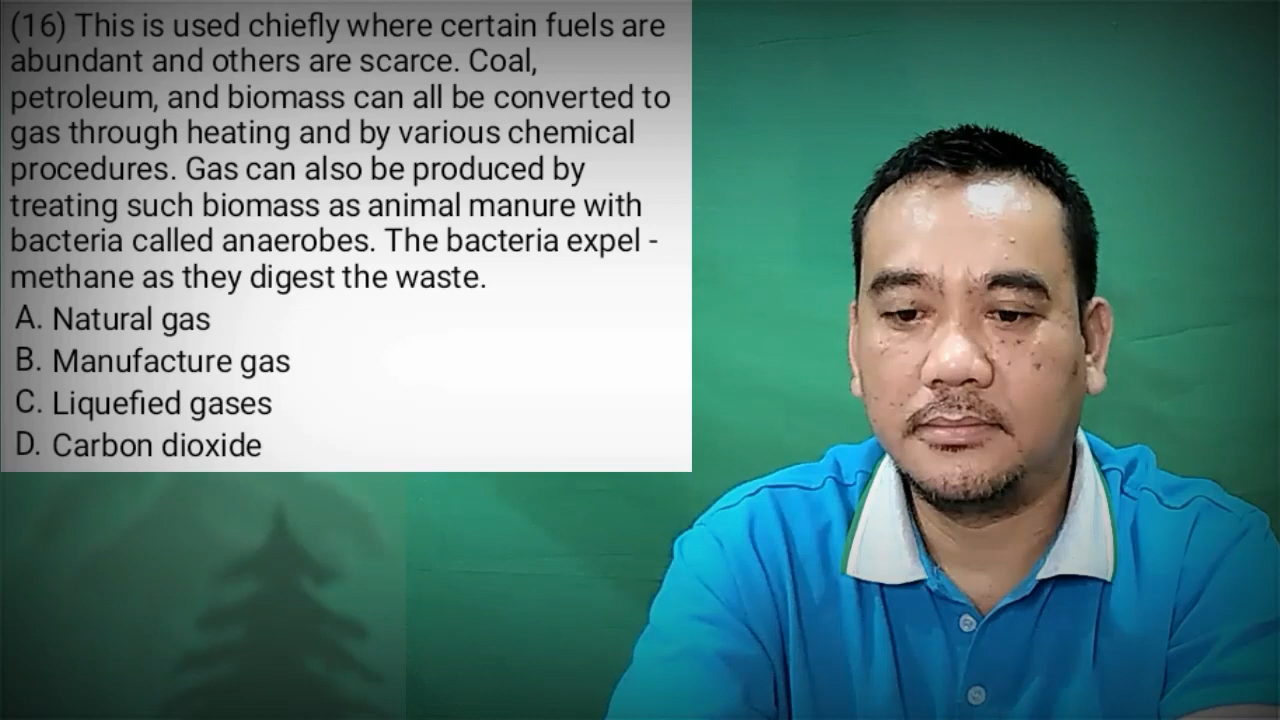 (16) This is used chiefly where certain fuels are
abundant and others are scarce. Coal,
petroleum, and biomass can all be converted to
gas through heating and by various chemical
procedures. Gas can also be produced by
treating such biomass as animal manure with
bacteria called anaerobes. The bacteria expel -
methane as they digest the waste.
A. Natural gas
B. Manufacture gas
C. Liquefied gases
D. Carbon dioxide